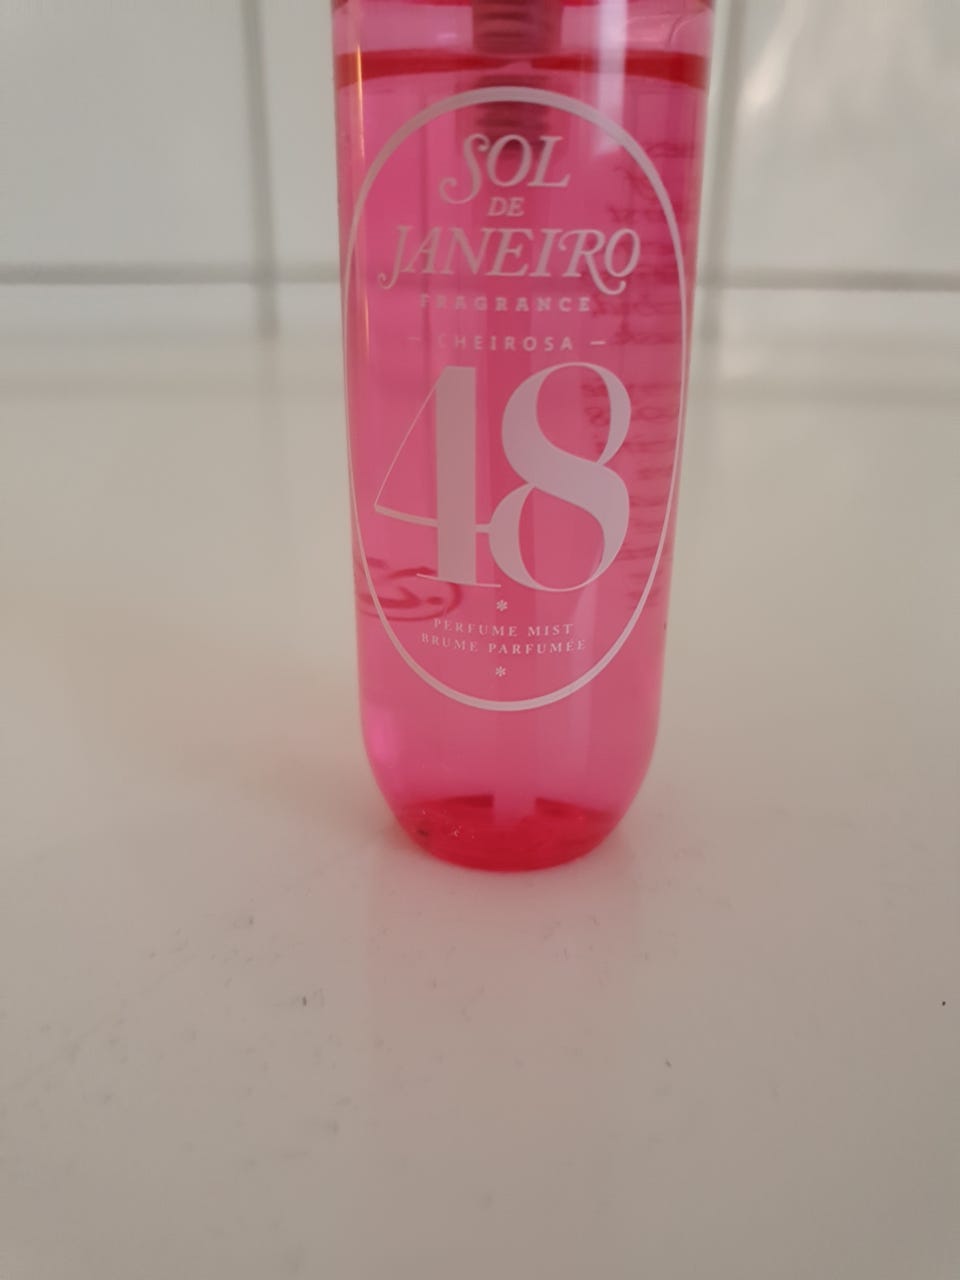 SOL
DE
JANEIRO
FRAGRANCE
— CHEIROSA —
48
*
PERFUME MIST
BRUME PARFUMÉE
*